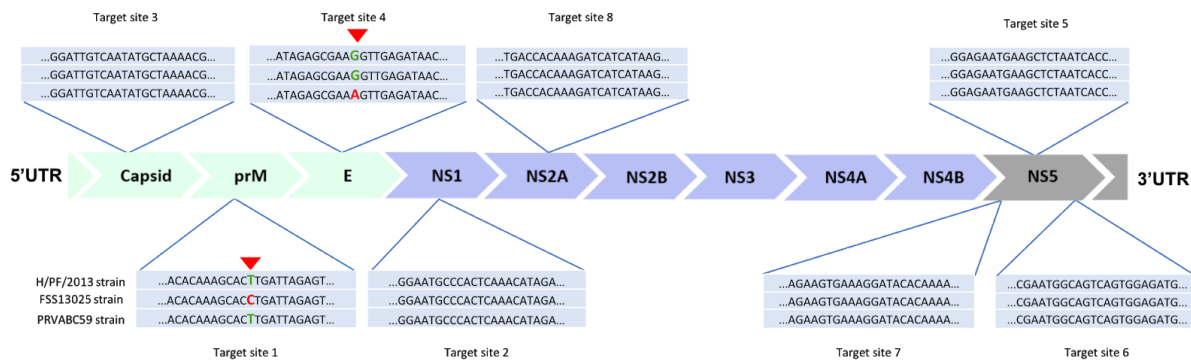 Target site 3
Target site 4
Target site 8
Target site 5
...GGATTGTCAATATGCTAAAACG...
...GGATTGTCAATATGCTAAAACG...
...GGATTGTCAATATGCTAAAACG...
...ATAGAGCGAAGGTTGAGATAAC...
...ATAGAGCGAAGGTTGAGATAAC...
...ATAGAGCGAAAGTTGAGATAAC...
...TGACCACAAAGATCATCATAAG...
...TGACCACAAAGATCATCATAAG...
...TGACCACAAAGATCATCATAAG...
...GGAGAATGAAGCTCTAATCACC...
...GGAGAATGAAGCTCTAATCACC...
...GGAGAATGAAGCTCTAATCACC...
5'UTR Capsid prM E NS1 NS2A NS2B NS3 NS4A NS4B NS5 3'UTR
H/PF/2013 strain
FSS13025 strain
PRVABC59 strain
...ACACAAAGCACTTGATTAGAGT...
...ACACAAAGCACCTGATTAGAGT...
...ACACAAAGCACTTGATTAGAGT...
...GGAATGCCCACTCAAACATAGA...
...GGAATGCCCACTCAAACATAGA...
...GGAATGCCCACTCAAACATAGA...
...AGAAGTGAAAGGATACACAAAA...
...AGAAGTGAAAGGATACACAAAA...
...AGAAGTGAAAGGATACACAAAA...
...CGAATGGCAGTCAGTGGAGATG...
...CGAATGGCAGTCAGTGGAGATG...
...CGAATGGCAGTCAGTGGAGATG...
Target site 1
Target site 2
Target site 7
Target site 6